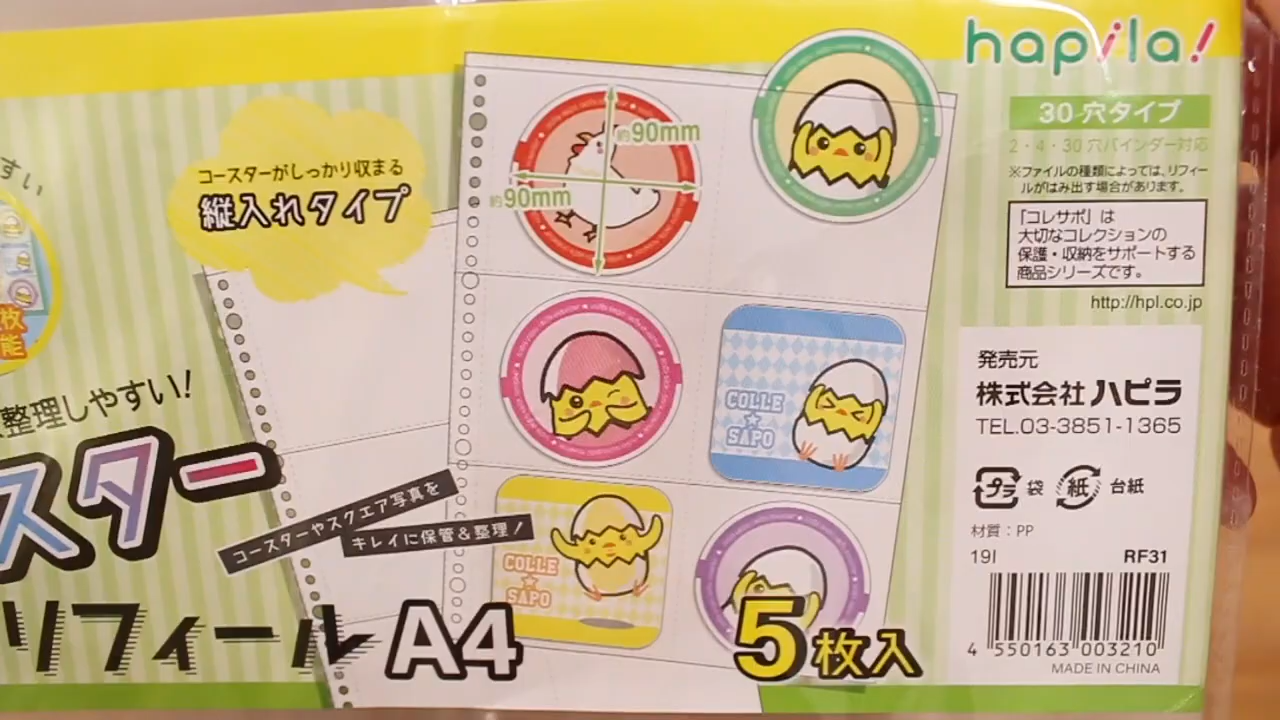 hapila!
30穴タイプ
2・4・30穴バインダー対応
※ファイルの種類によっては、リフィー
ルがはみ出す場合があります。
「コレサポ」は
大切なコレクションの
保護・収納をサポートする
商品シリーズです。
http://hpl.co.jp
コースターがしっかり収まる
縦入れタイプ
約90mm
約90mm
すい
枚
整理しやすい!
スター
リフィール A4
COLLE
★
SAPO
COLLE
★
SAPO
コースターやスクエア写真を
キレイに保管&整理!
5枚入
発売元
株式会社 ハピラ
TEL.03-3851-1365
プラ 袋 紙 台紙
材質:PP
19I RF31
4 550163 003210
MADE IN CHINA